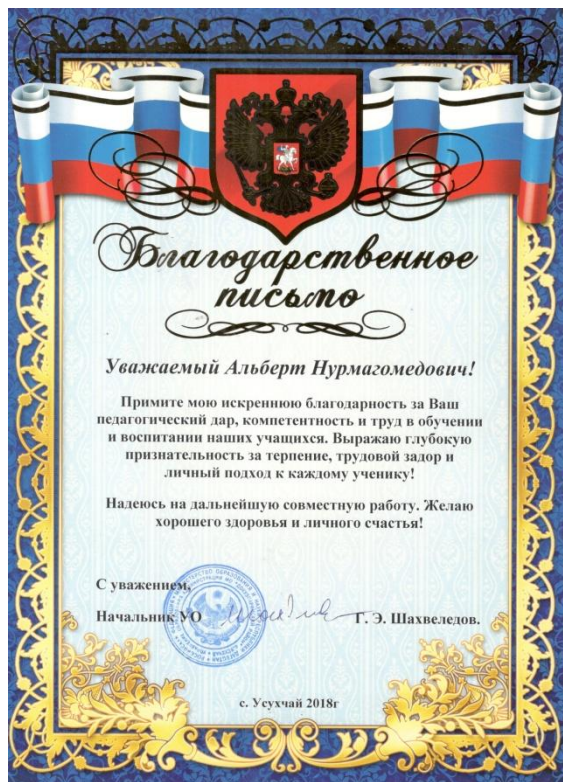 Благодарственное
письмо
Уважаемый Альберт Нурмагомедович!
Примите мою искреннюю благодарность за Ваш
педагогический дар, компетентность и труд в обучении
и воспитании наших учащихся. Выражаю глубокую
признательность за терпение, трудовой задор и
личный подход к каждому ученику!
Надеюсь на дальнейшую совместную работу. Желаю
хорошего здоровья и личного счастья!
С уважением,
Начальник УО Г. Э. Шахвеледов.
с. Усухчай 2018г